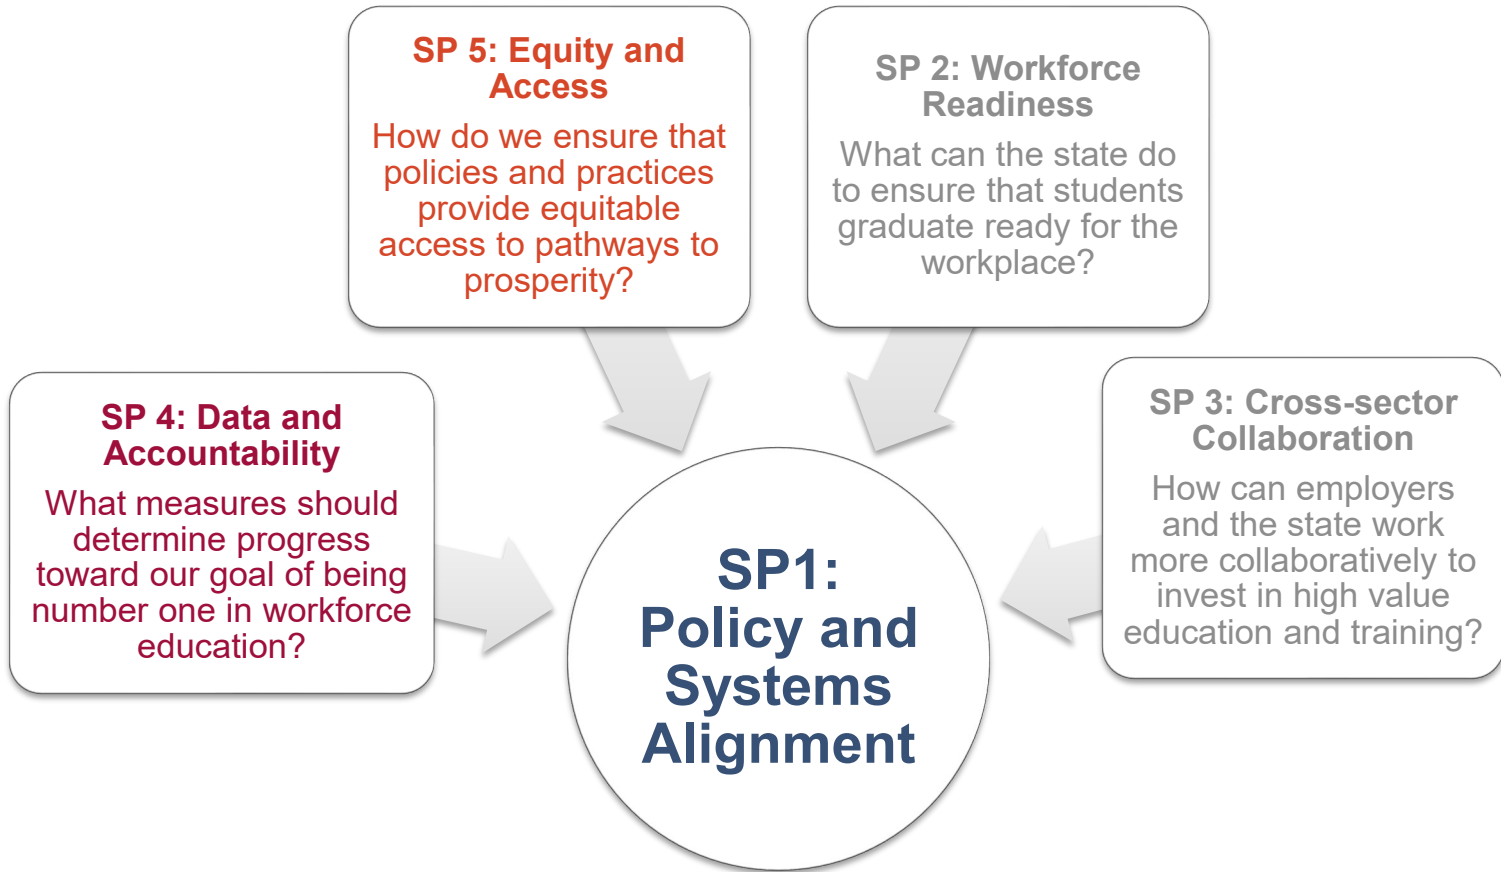 SP 5: Equity and
Access
How do we ensure that
policies and practices
provide equitable
access to pathways to
prosperity?
SP 2: Workforce
Readiness
What can the state do
to ensure that students
graduate ready for the
workplace?
SP 4: Data and
Accountability
What measures should
determine progress
toward our goal of being
number one in workforce
education?
SP 3: Cross-sector
Collaboration
How can employers
and the state work
more collaboratively to
invest in high value
education and training?
SP1:
Policy and
Systems
Alignment